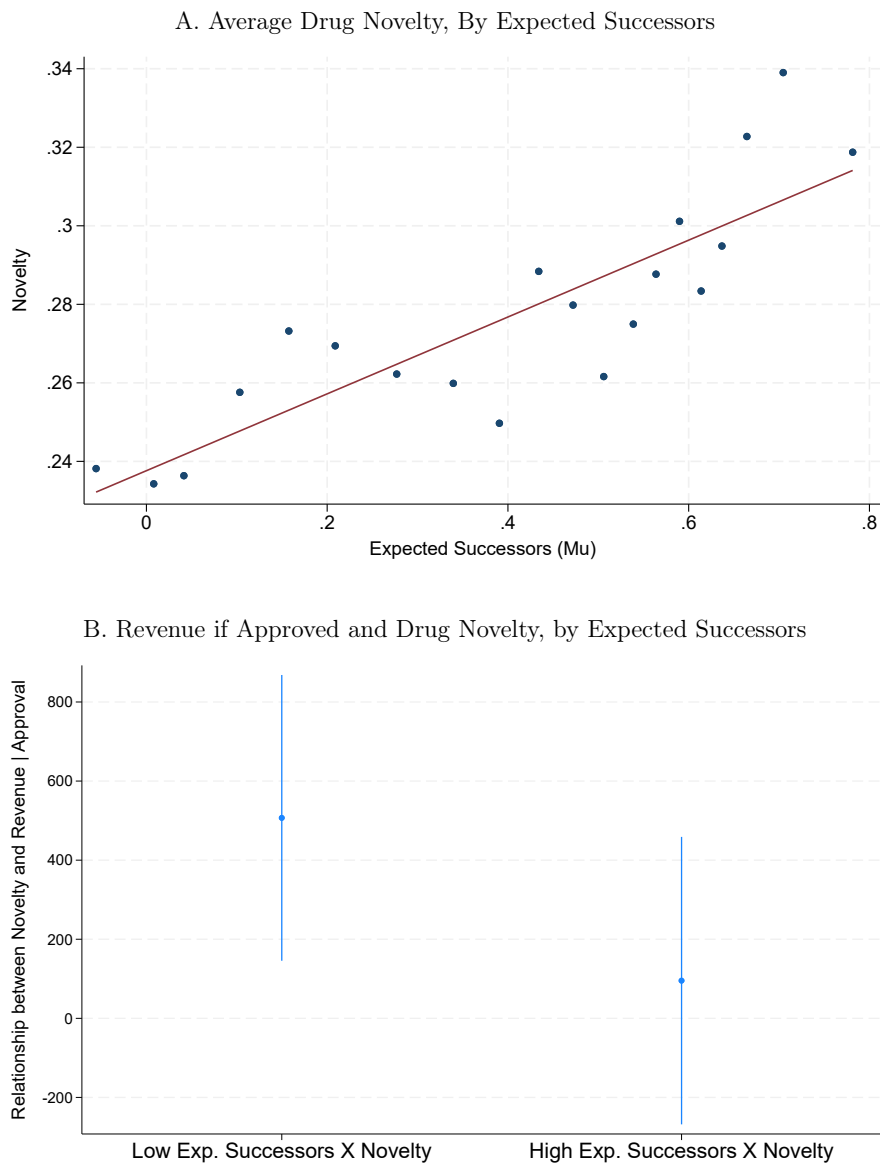 A. Average Drug Novelty, By Expected Successors
Novelty
.34
.32
.3
.28
.26
.24
0
.2
.4
.6
.8
Expected Successors (Mu)
B. Revenue if Approved and Drug Novelty, by Expected Successors
Relationship between Novelty and Revenue | Approval
800
600
400
200
0
-200
Low Exp. Successors X Novelty
High Exp. Successors X Novelty